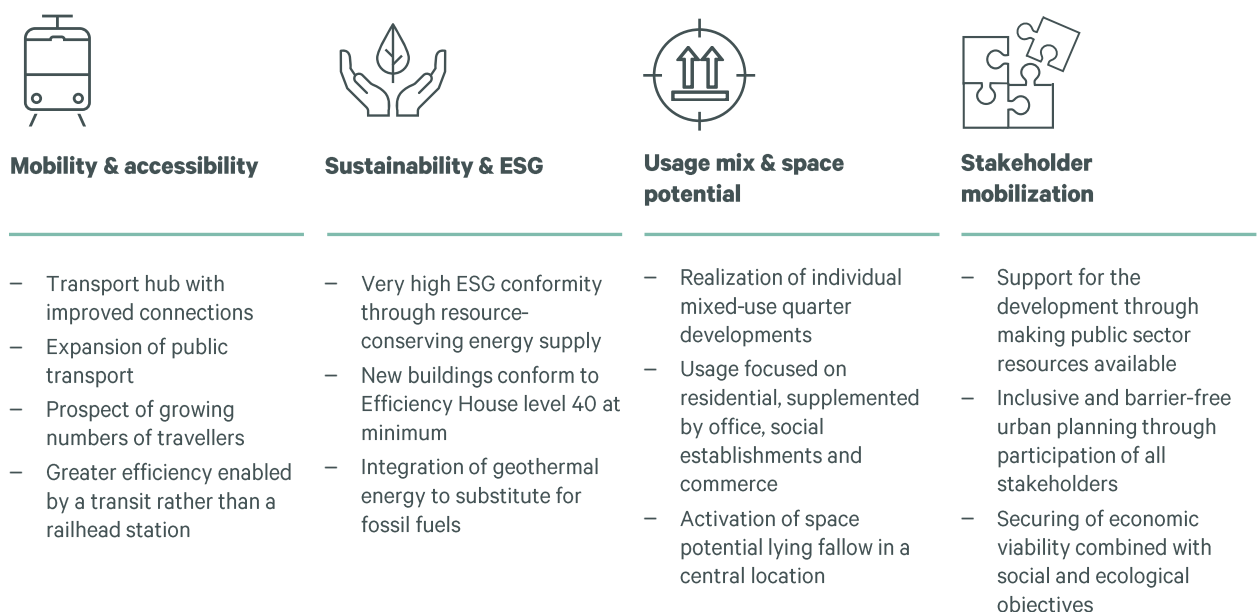 Mobility & accessibility
– Transport hub with
improved connections
– Expansion of public
transport
– Prospect of growing
numbers of travellers
– Greater efficiency enabled
by a transit rather than a
railhead station
Sustainability & ESG
– Very high ESG conformity
through resource-
conserving energy supply
– New buildings conform to
Efficiency House level 40 at
minimum
– Integration of geothermal
energy to substitute for
fossil fuels
Usage mix & space
potential
– Realization of individual
mixed-use quarter
developments
– Usage focused on
residential, supplemented
by office, social
establishments and
commerce
– Activation of space
potential lying fallow in a
central location
Stakeholder
mobilization
– Support for the
development through
making public sector
resources available
– Inclusive and barrier-free
urban planning through
participation of all
stakeholders
– Securing of economic
viability combined with
social and ecological
objectives